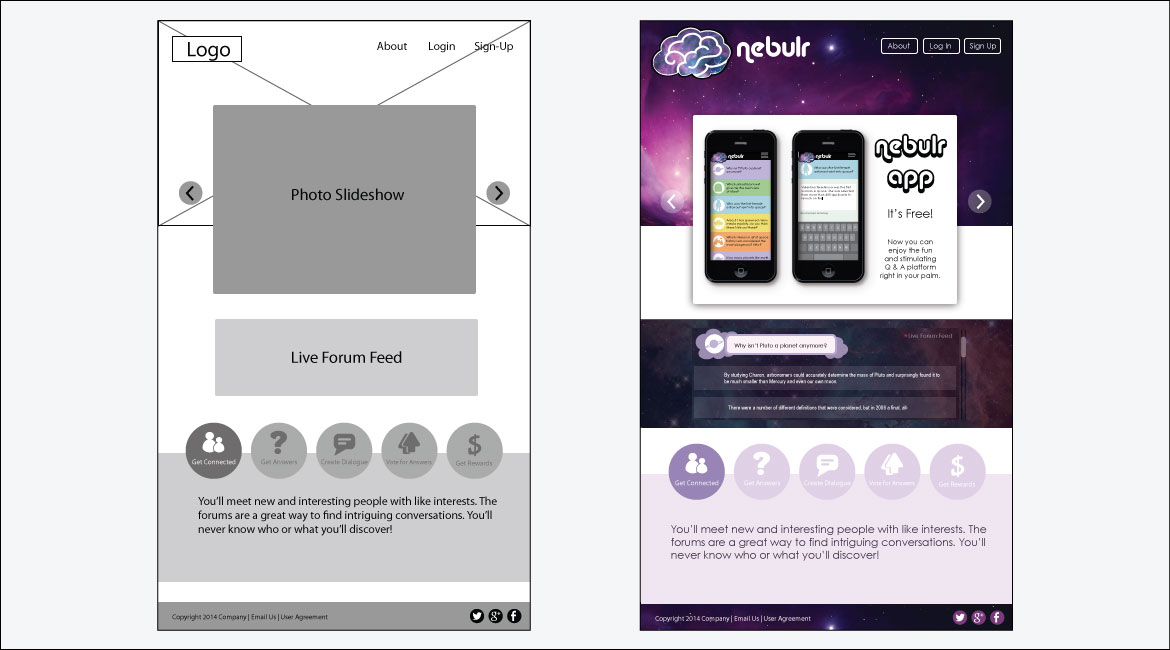 Logo
About Login Sign-Up
Photo Slideshow
Live Forum Feed
Get Connected Get Answers Create Dialogue Vote for Answers Get Rewards
You'll meet new and interesting people with like interests. The
forums are a great way to find intriguing conversations. You'll
never know who or what you'll discover!
Copyright 2014 Company | Email Us | User Agreement
nebulr
About Log In Sign Up
nebulr
nebulr
nebulr
app
It's Free!
Now you can
enjoy the fun
and stimulating
Q & A platform
right in your palm.
Live Forum Feed
Why isn't Pluto a planet anymore?
By studying Charon, astronomers could accurately determine the mass of Pluto and surprisingly found it to
be much smaller than Mercury and even our own moon.
There were a number of different definitions that were considered, but in 2006 a final, all-
Get Connected Get Answers Create Dialogue Vote for Answers Get Rewards
You'll meet new and interesting people with like interests. The
forums are a great way to find intriguing conversations. You'll
never know who or what you'll discover!
Copyright 2014 Company | Email Us | User Agreement